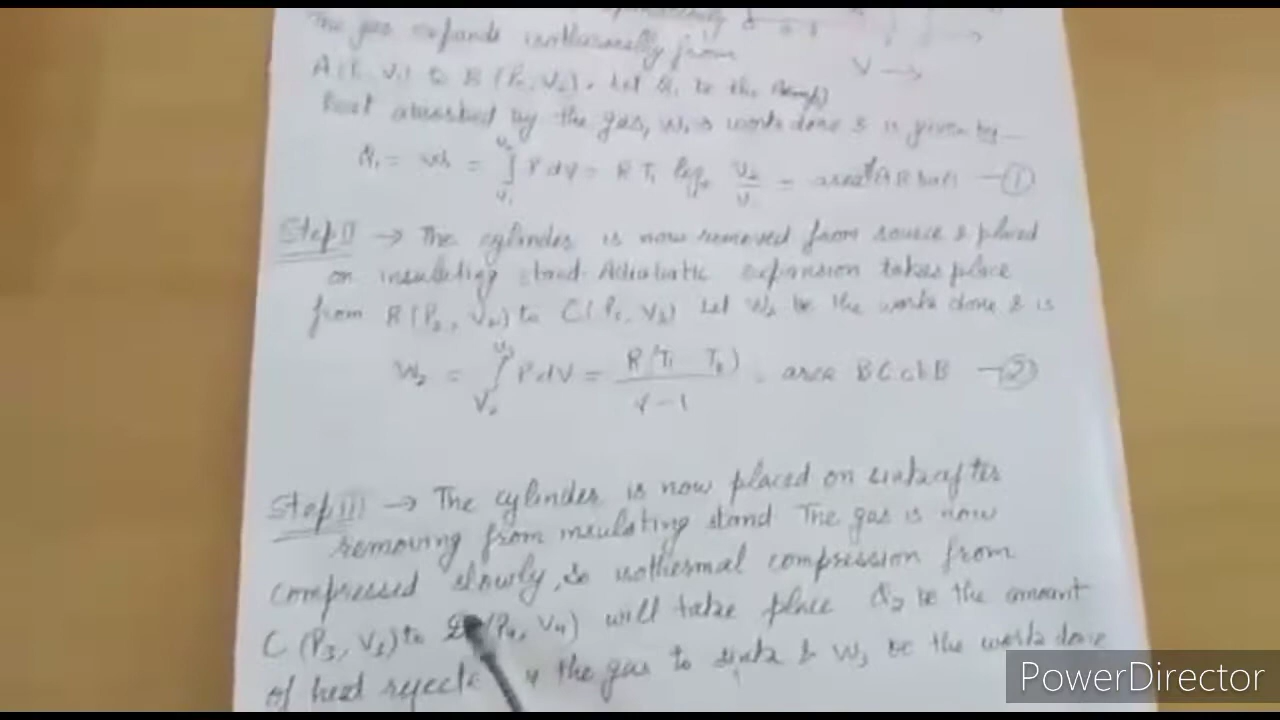 V →
The gas expands isothermally from
A(P₁, V₁) to B(P₂, V₂). Let Q₁ be the
heat absorbed by the gas, W₁ is work done & is given by—
Q₁ = W₁ = ∫ P dV = R T₁ logₑ V₂/V₁ = area —①
Step II → The cylinder is now removed from source & placed
on insulating stand. Adiabatic expansion takes place
from B(P₂, V₂) to C(P₃, V₃) Let W₂ be the work done & is
W₂ = ∫ P dV = R(T₁ T₂)/γ-1 area BCcbB —②
Step III → The cylinder is now placed on sink after
removing from insulating stand The gas is now
compressed slowly, so isothermal compression from
C (P₃, V₃) to D(P₄, V₄) will take place Q₂ be the amount
of heat the gas to sink & W₃ be the work done
PowerDirector